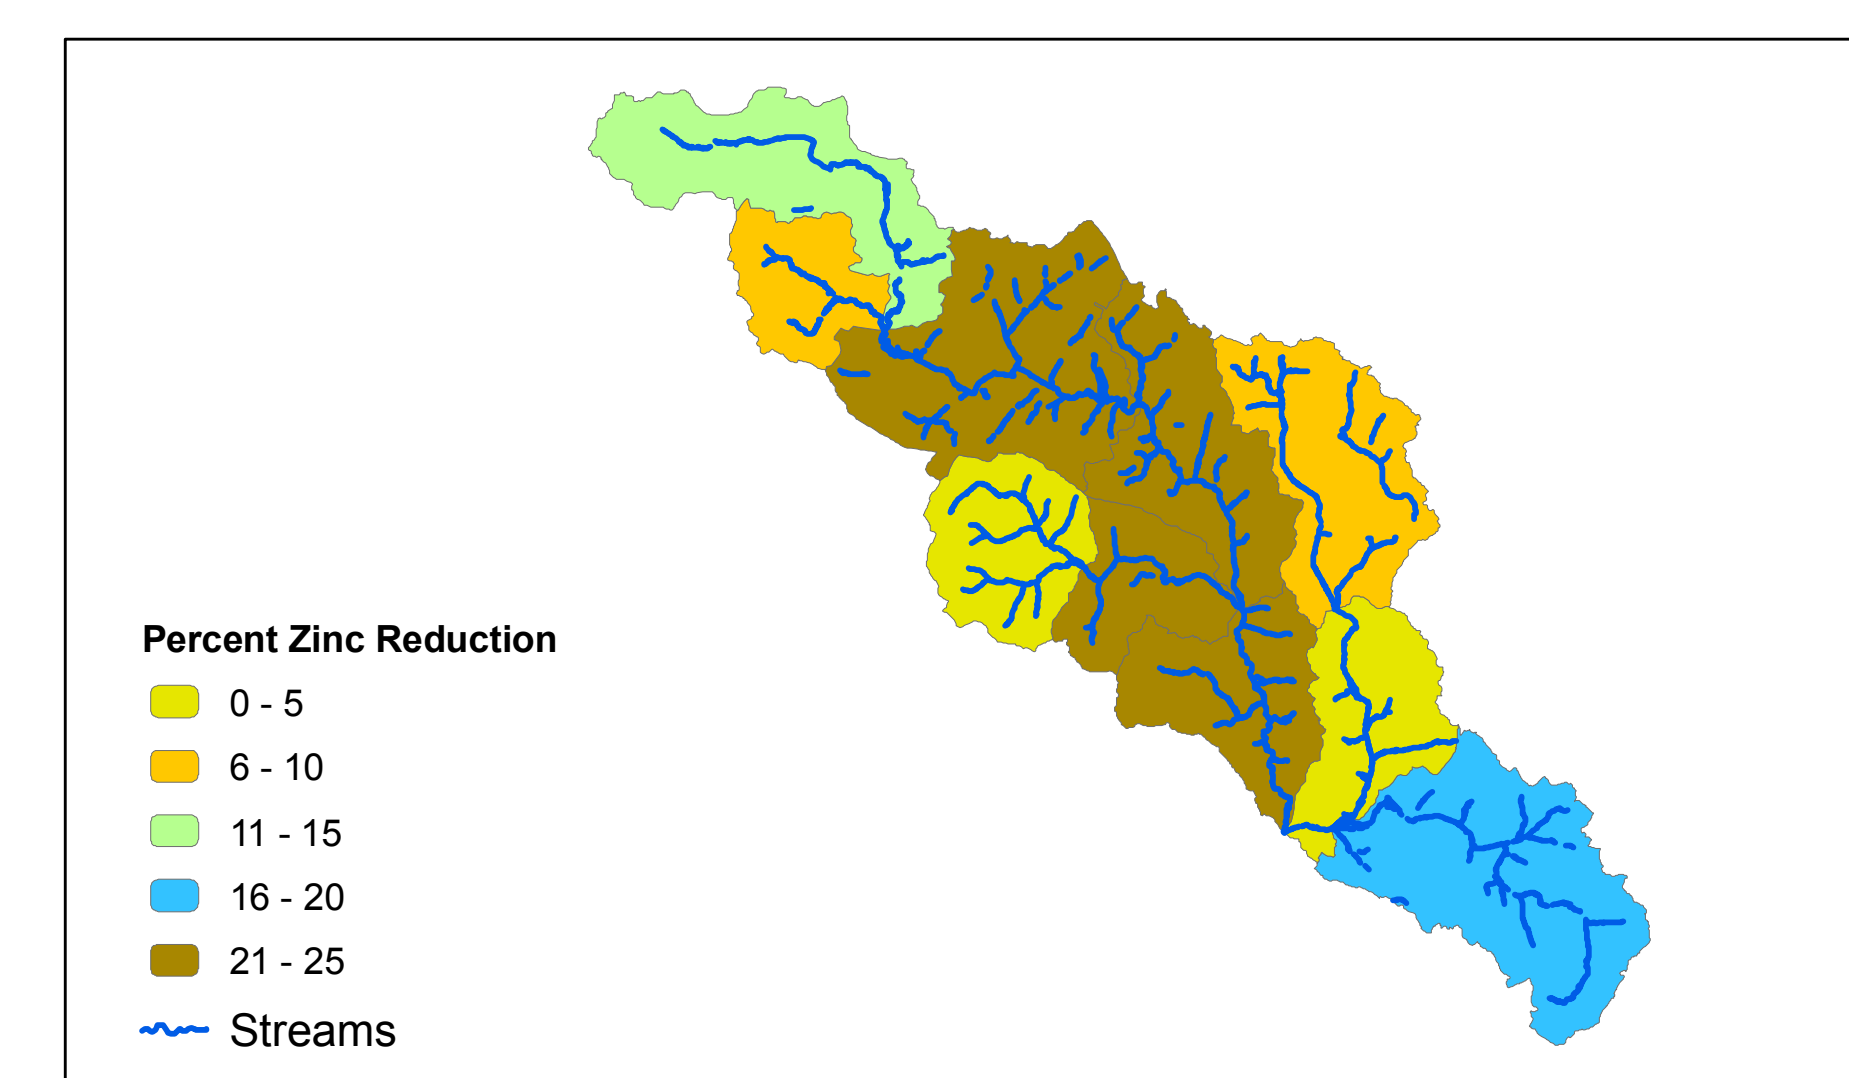 Percent Zinc Reduction
0 - 5
6 - 10
11 - 15
16 - 20
21 - 25
Streams